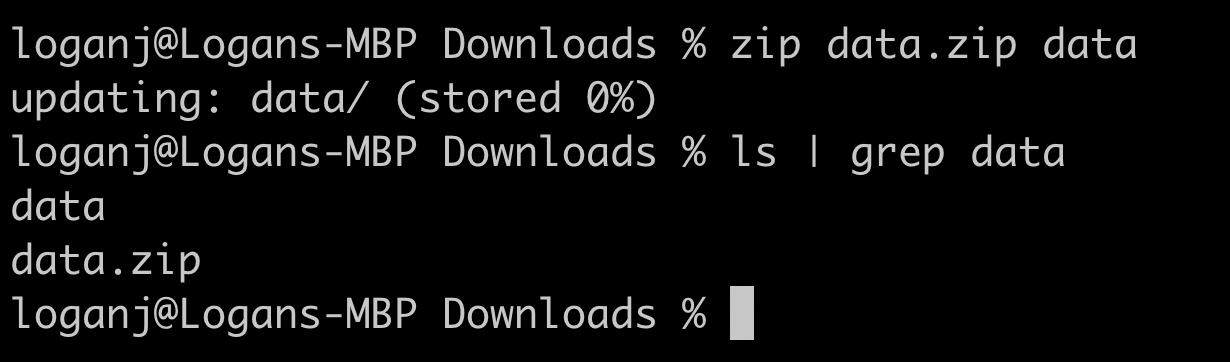 loganj@Logans-MBP Downloads % zip data.zip data
updating: data/ (stored 0%)
loganj@Logans-MBP Downloads % ls | grep data
data
data.zip
loganj@Logans-MBP Downloads %